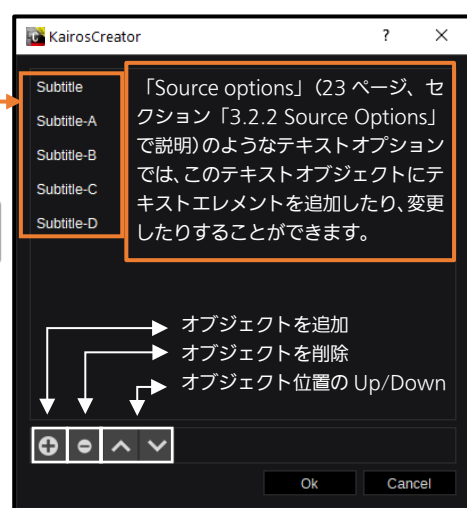 KairosCreator ? ×
Subtitle
Subtitle-A
Subtitle-B
Subtitle-C
Subtitle-D
「Source options」(23 ページ、セ
クション「3.2.2 Source Options」
で説明)のようなテキストオプション
では、このテキストオブジェクトにテ
キストエレメントを追加したり、変更
したりすることができます。
オブジェクトを追加
オブジェクトを削除
オブジェクト位置の Up/Down
Ok
Cancel